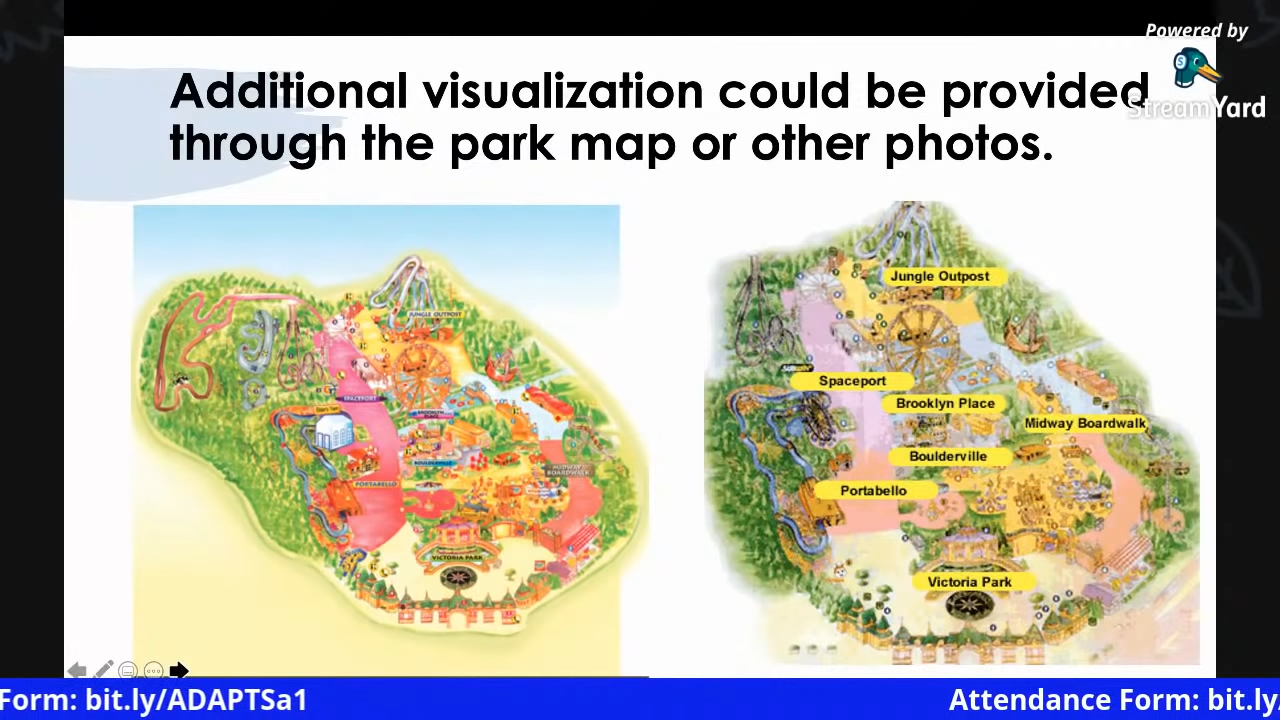 Powered by
StreamYard
Additional visualization could be provided
through the park map or other photos.
JUNGLE OUTPOST
SPACEPORT
BROOKLYN
PLACE
BOULDERVILLE
MIDWAY
BOARDWALK
PORTABELLO
VICTORIA PARK
Jungle Outpost
Spaceport
Brooklyn Place
Midway Boardwalk
Boulderville
Portabello
Victoria Park
Form: bit.ly/ADAPTSa1
Attendance Form: bit.ly/